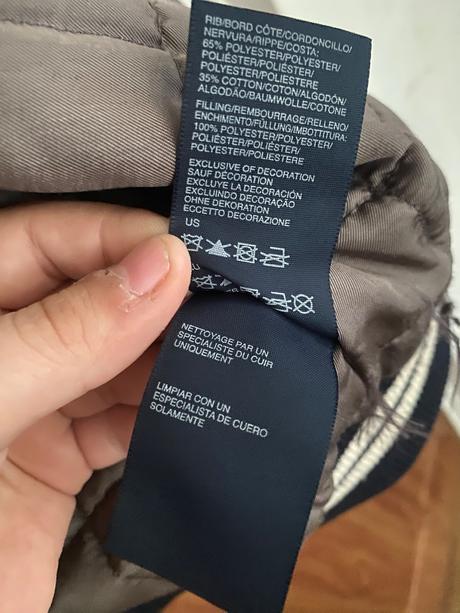 RIB/BORD CÔTE/CORDONCILLO/
NERVURA/RIPPE/COSTA:
65% POLYESTER/POLYESTER/
POLIÉSTER/POLIÉSTER/
POLYESTER/POLIESTERE
35% COTTON/COTON/ALGODÓN/
ALGODÃO/BAUMWOLLE/COTONE
FILLING/REMBOURRAGE/RELLENO/
ENCHIMENTO/FÜLLUNG/IMBOTTITURA:
100% POLYESTER/POLYESTER/
POLIÉSTER/POLIÉSTER/
POLYESTER/POLIESTERE
EXCLUSIVE OF DECORATION
SAUF DÉCORATION
EXCLUYE LA DECORACIÓN
EXCLUINDO DECORAÇÃO
OHNE DEKORATION
ECCETTO DECORAZIONE
US
NETTOYAGE PAR UN
SPECIALISTE DU CUIR
UNIQUEMENT
LIMPIAR CON UN
ESPECIALISTA DE CUERO
SOLAMENTE